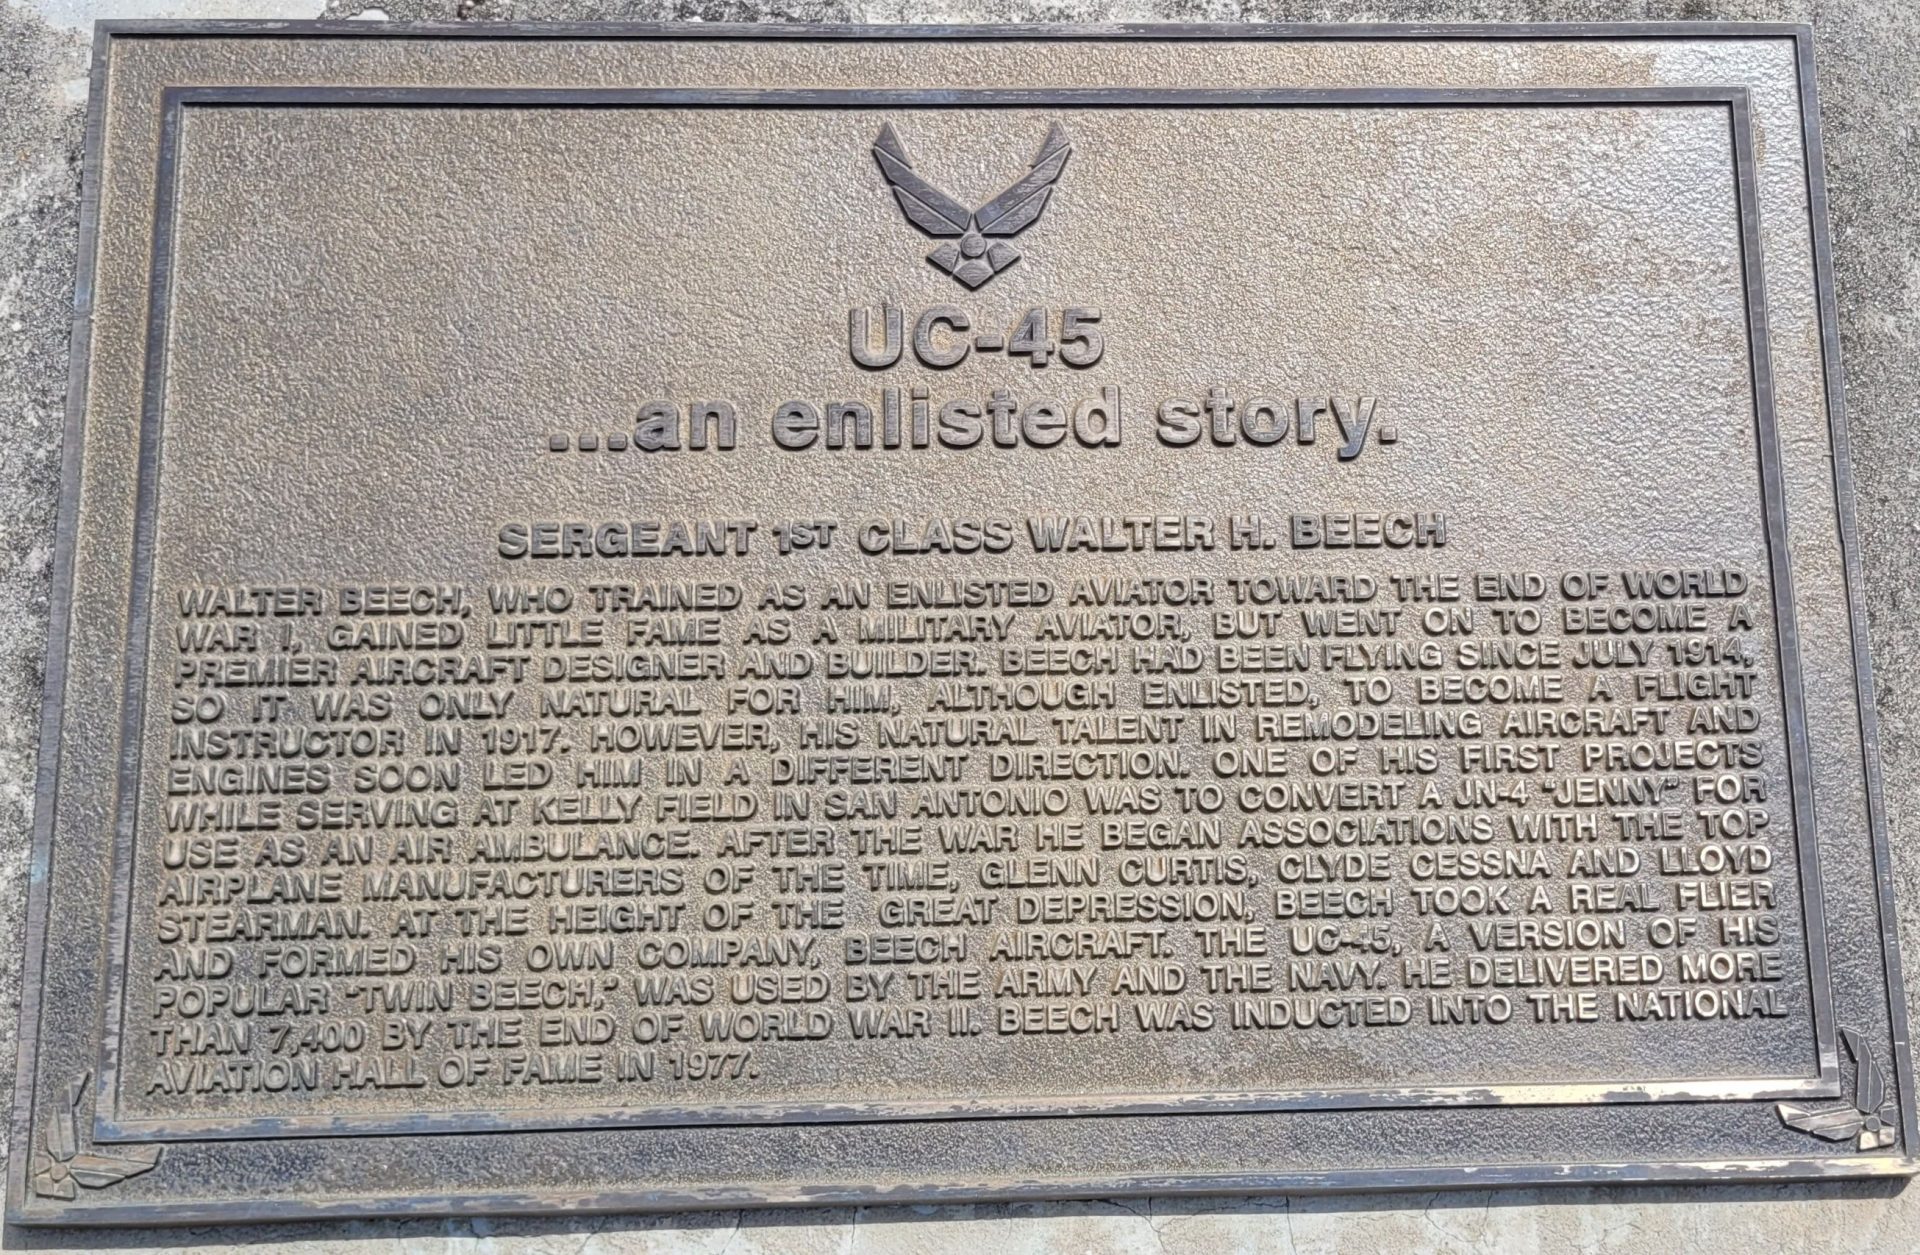 UC-45
...an enlisted story.
SERGEANT 1ST CLASS WALTER H. BEECH
WALTER BEECH, WHO TRAINED AS AN ENLISTED AVIATOR TOWARD THE END OF WORLD
WAR I, GAINED LITTLE FAME AS A MILITARY AVIATOR, BUT WENT ON TO BECOME A
PREMIER AIRCRAFT DESIGNER AND BUILDER. BEECH HAD BEEN FLYING SINCE JULY 1914,
SO IT WAS ONLY NATURAL FOR HIM, ALTHOUGH ENLISTED, TO BECOME A FLIGHT
INSTRUCTOR IN 1917. HOWEVER, HIS NATURAL TALENT IN REMODELING AIRCRAFT AND
ENGINES SOON LED HIM IN A DIFFERENT DIRECTION. ONE OF HIS FIRST PROJECTS
WHILE SERVING AT KELLY FIELD IN SAN ANTONIO WAS TO CONVERT A JN-4 "JENNY" FOR
USE AS AN AIR AMBULANCE. AFTER THE WAR HE BEGAN ASSOCIATIONS WITH THE TOP
AIRPLANE MANUFACTURERS OF THE TIME, GLENN CURTIS, CLYDE CESSNA AND LLOYD
STEARMAN. AT THE HEIGHT OF THE GREAT DEPRESSION, BEECH TOOK A REAL FLIER
AND FORMED HIS OWN COMPANY, BEECH AIRCRAFT. THE UC-45, A VERSION OF HIS
POPULAR "TWIN BEECH," WAS USED BY THE ARMY AND THE NAVY. HE DELIVERED MORE
THAN 7,400 BY THE END OF WORLD WAR II. BEECH WAS INDUCTED INTO THE NATIONAL
AVIATION HALL OF FAME IN 1977.